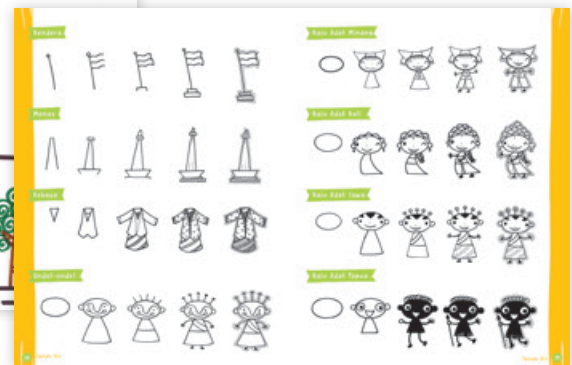 Bendera
Monas
Kebaya
Ondel-ondel
Baju Adat Minang
Baju Adat Bali
Baju Adat Jawa
Baju Adat Papua